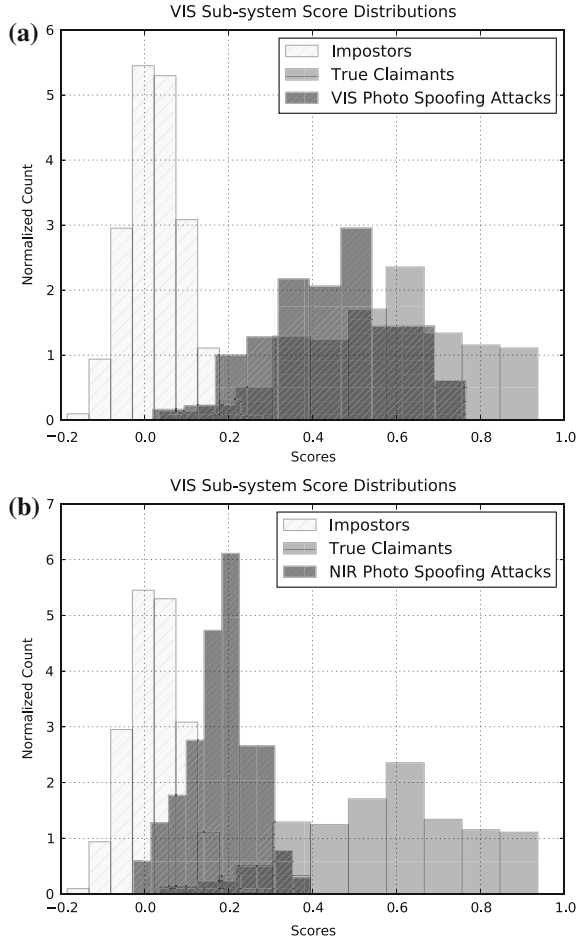 VIS Sub-system Score Distributions
(a)
6
5
4
3
2
1
0
Normalized Count
Impostors
True Claimants
VIS Photo Spoofing Attacks
−0.2 0.0 0.2 0.4 0.6 0.8 1.0
Scores
VIS Sub-system Score Distributions
(b)
7
6
5
4
3
2
1
0
Normalized Count
Impostors
True Claimants
NIR Photo Spoofing Attacks
−0.2 0.0 0.2 0.4 0.6 0.8 1.0
Scores